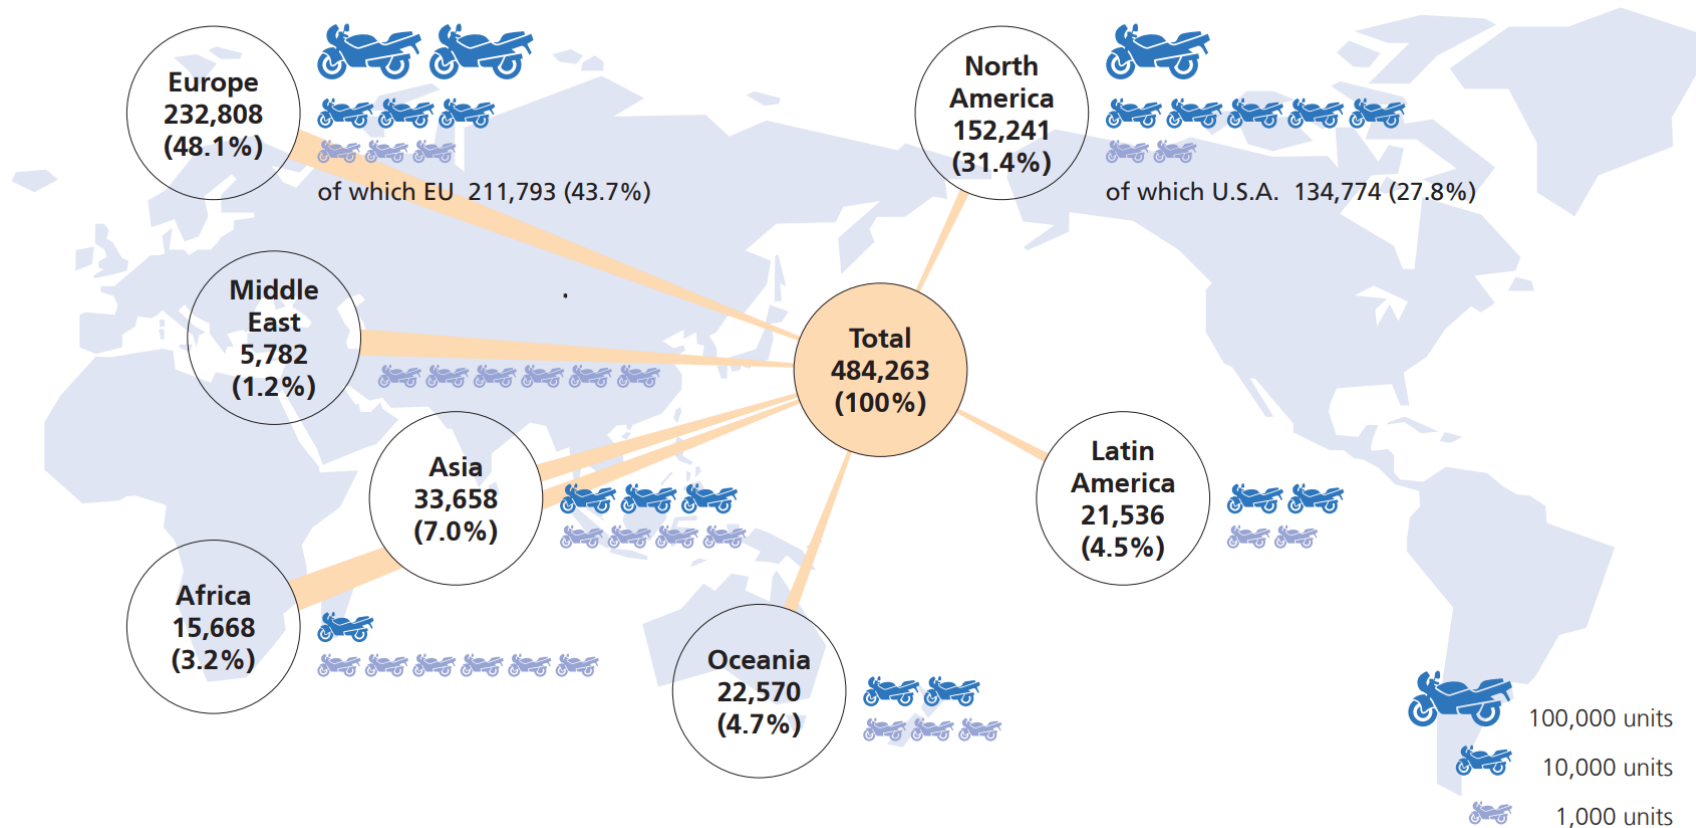 Europe
232,808
(48.1%)
of which EU 211,793 (43.7%)
North
America
152,241
(31.4%)
of which U.S.A. 134,774 (27.8%)
Middle
East
5,782
(1.2%)
Total
484,263
(100%)
Asia
33,658
(7.0%)
Latin
America
21,536
(4.5%)
Africa
15,668
(3.2%)
Oceania
22,570
(4.7%)
100,000 units
10,000 units
1,000 units